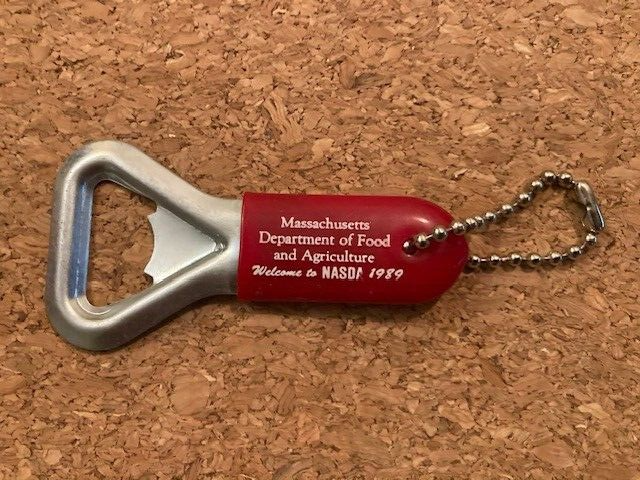 Massachusetts
Department of Food
and Agriculture
Welcome to NASDA 1989